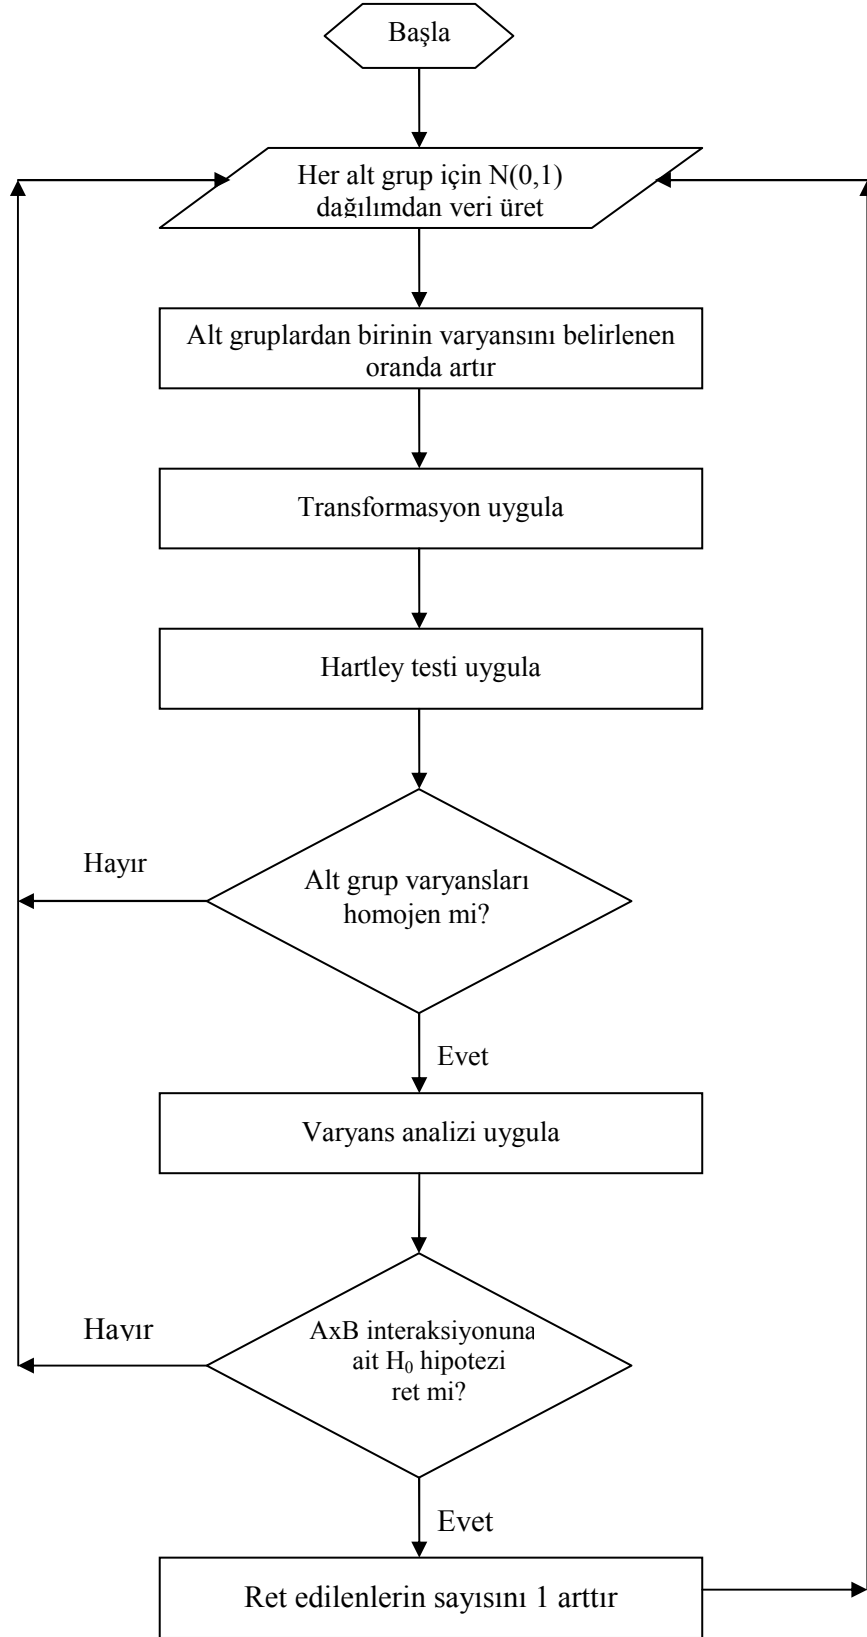 Başla
Her alt grup için N(0,1)
dağılımdan veri üret
Alt gruplardan birinin varyansını belirlenen
oranda artır
Transformasyon uygula
Hartley testi uygula
Hayır
Alt grup varyansları
homojen mi?
Evet
Varyans analizi uygula
Hayır
AxB interaksiyonuna
ait H₀ hipotezi
ret mi?
Evet
Ret edilenlerin sayısını 1 arttır